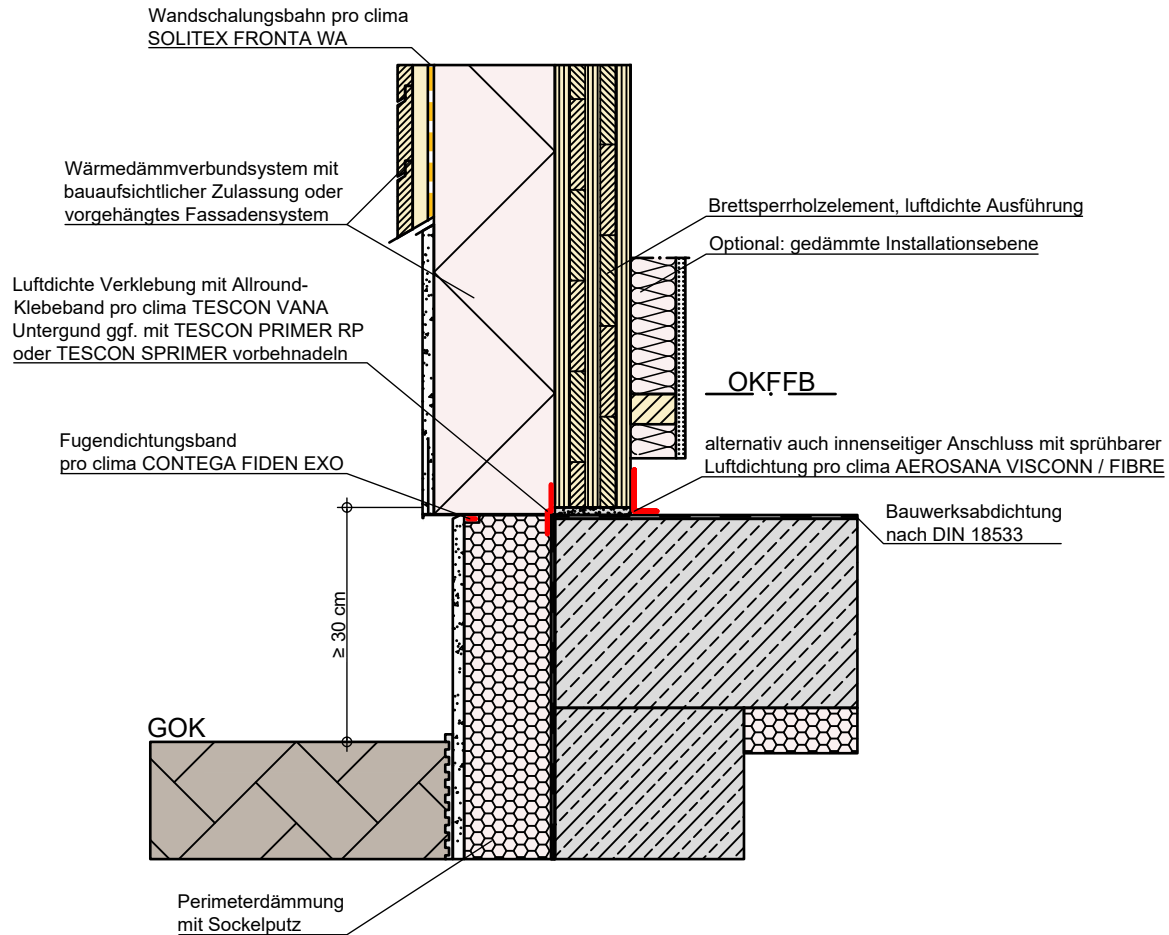 Wandschalungsbahn pro clima
SOLITEX FRONTA WA
Wärmedämmverbundsystem mit
bauaufsichtlicher Zulassung oder
vorgehängtes Fassadensystem
Brettsperrholzelement, luftdichte Ausführung
Optional: gedämmte Installationsebene
Luftdichte Verklebung mit Allround-
Klebeband pro clima TESCON VANA
Untergund ggf. mit TESCON PRIMER RP
oder TESCON SPRIMER vorbehnadeln
OKFFB
Fugendichtungsband
pro clima CONTEGA FIDEN EXO
alternativ auch innenseitiger Anschluss mit sprühbarer
Luftdichtung pro clima AEROSANA VISCONN / FIBRE
Bauwerksabdichtung
nach DIN 18533
≥ 30 cm
GOK
Perimeterdämmung
mit Sockelputz